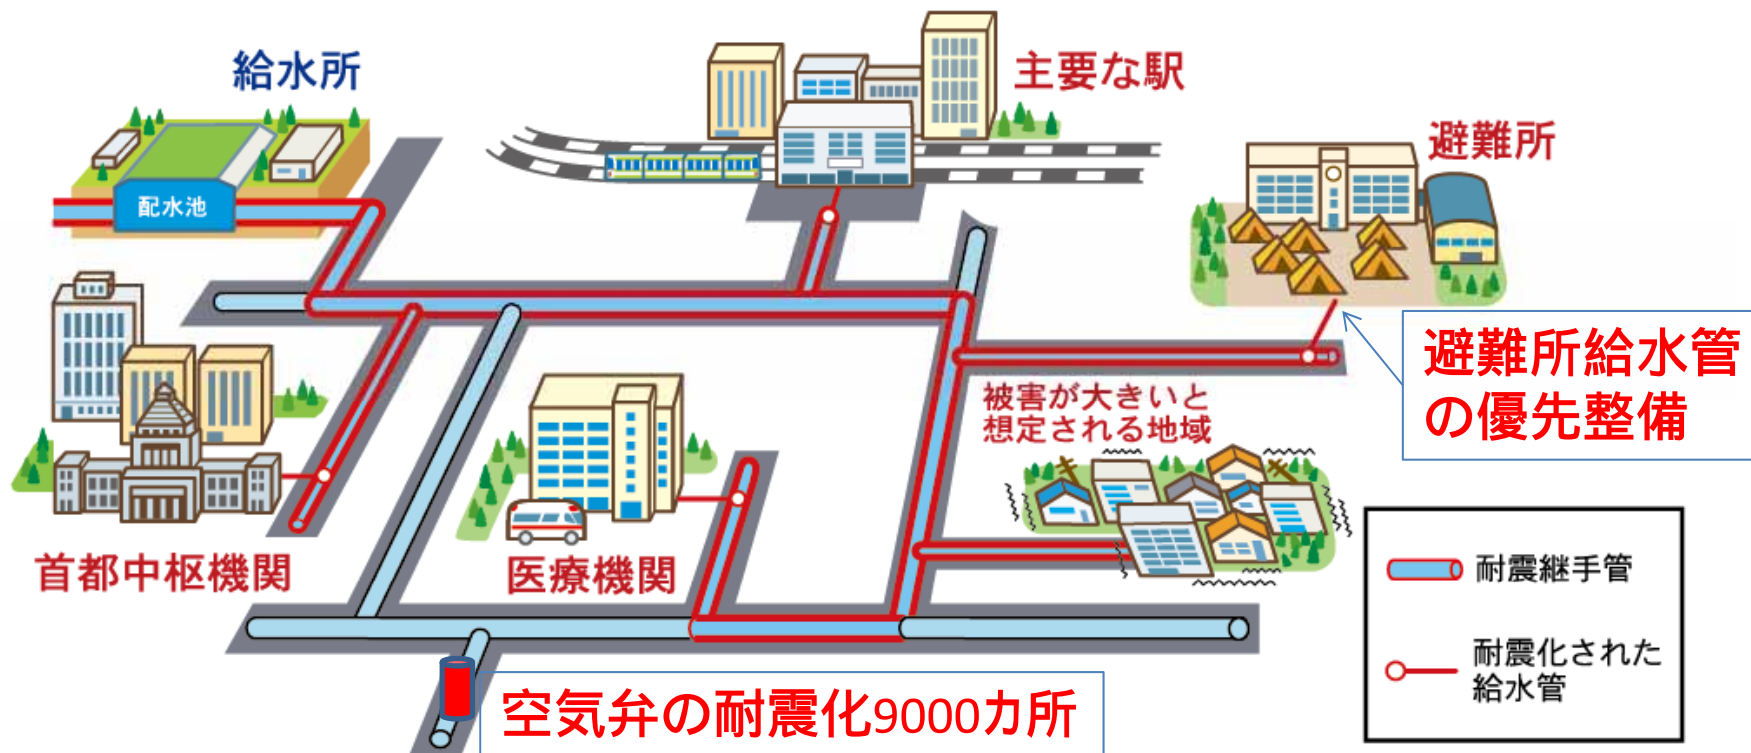 給水所
主要な駅
避難所
配水池
避難所給水管
の優先整備
被害が大きいと
想定される地域
首都中枢機関
医療機関
耐震継手管
耐震化された
給水管
空気弁の耐震化9000カ所